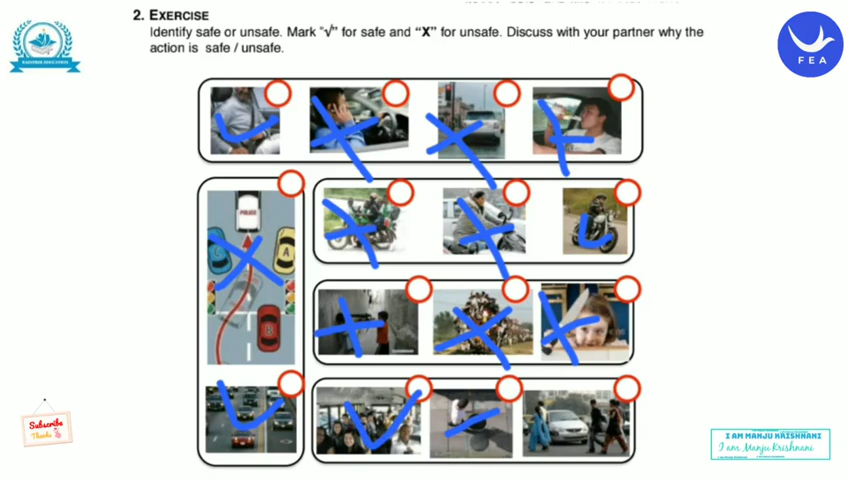 2. EXERCISE
Identify safe or unsafe. Mark "√" for safe and "X" for unsafe. Discuss with your partner why the
action is safe / unsafe.
FEA
POLICE
C
A
B
Subscribe
Thanks
I AM MANJU KRISHNANI
I am Manju Krishnani